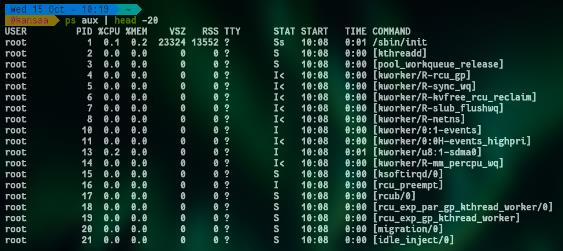 wed 15 Oct - 10:19 ~
@kansaa ps aux | head -20
USER PID %CPU %MEM VSZ RSS TTY STAT START TIME COMMAND
root 1 0.1 0.2 23324 13552 ? Ss 10:08 0:01 /sbin/init
root 2 0.0 0.0 0 0 ? S 10:08 0:00 [kthreadd]
root 3 0.0 0.0 0 0 ? S 10:08 0:00 [pool_workqueue_release]
root 4 0.0 0.0 0 0 ? I< 10:08 0:00 [kworker/R-rcu_gp]
root 5 0.0 0.0 0 0 ? I< 10:08 0:00 [kworker/R-sync_wq]
root 6 0.0 0.0 0 0 ? I< 10:08 0:00 [kworker/R-kvfree_rcu_reclaim]
root 7 0.0 0.0 0 0 ? I< 10:08 0:00 [kworker/R-slub_flushwq]
root 8 0.0 0.0 0 0 ? I< 10:08 0:00 [kworker/R-netns]
root 10 0.0 0.0 0 0 ? I 10:08 0:00 [kworker/0:1-events]
root 11 0.0 0.0 0 0 ? I< 10:08 0:00 [kworker/0:0H-events_highpri]
root 13 0.2 0.0 0 0 ? I 10:08 0:01 [kworker/u8:1-sdma0]
root 14 0.0 0.0 0 0 ? I< 10:08 0:00 [kworker/R-mm_percpu_wq]
root 15 0.0 0.0 0 0 ? S 10:08 0:00 [ksoftirqd/0]
root 16 0.0 0.0 0 0 ? I 10:08 0:00 [rcu_preempt]
root 17 0.0 0.0 0 0 ? S 10:08 0:00 [rcub/0]
root 18 0.0 0.0 0 0 ? S 10:08 0:00 [rcu_exp_par_gp_kthread_worker/0]
root 19 0.0 0.0 0 0 ? S 10:08 0:00 [rcu_exp_gp_kthread_worker]
root 20 0.0 0.0 0 0 ? S 10:08 0:00 [migration/0]
root 21 0.0 0.0 0 0 ? S 10:08 0:00 [idle_inject/0]